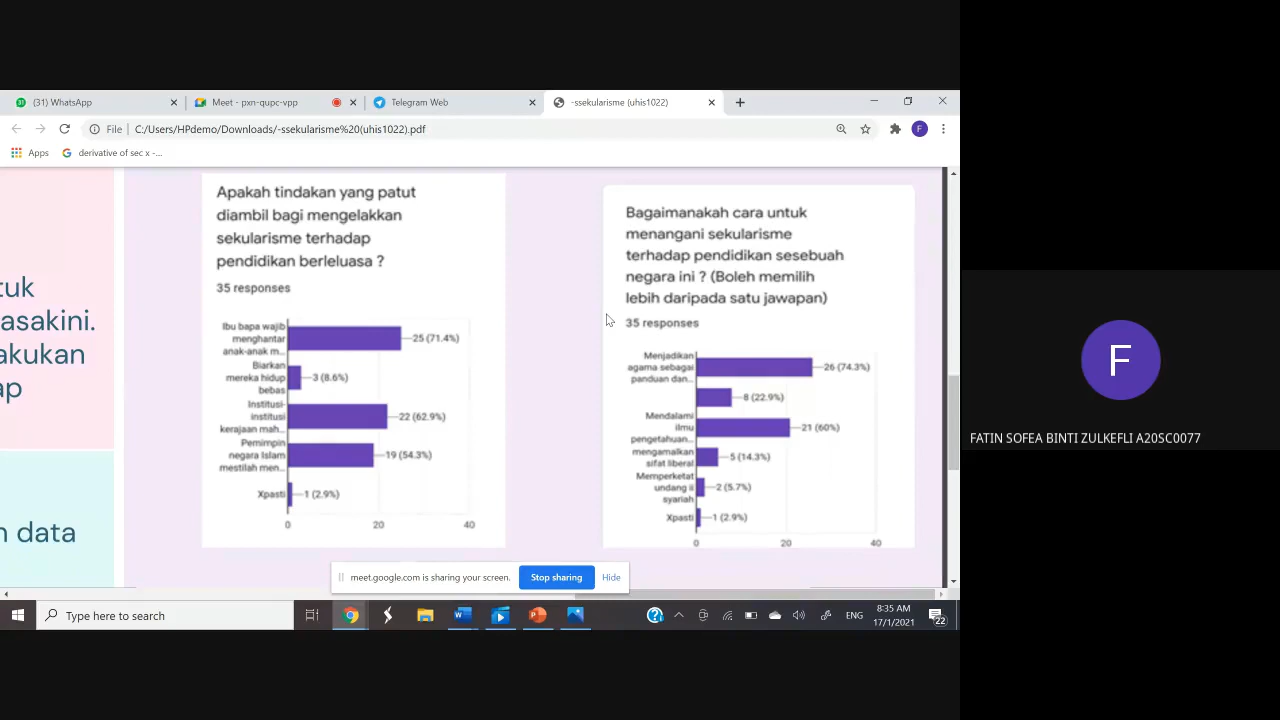 (31) WhatsApp
Meet - pxn-qupc-vpp
Telegram Web
-ssekularisme (uhis1022)
File
C:/Users/HPdemo/Downloads/-ssekularisme%20(uhis1022).pdf
F
Apps
derivative of sec x -...
tuk
asakini.
akukan
ap
n data
Apakah tindakan yang patut
diambil bagi mengelakkan
sekularisme terhadap
pendidikan berleluasa ?
35 responses
Ibu bapa wajib
menghantar
anak-anak m...
25 (71.4%)
Biarkan
mereka hidup
bebas
3 (8.6%)
Institusi-
institusi
kerajaan mah...
22 (62.9%)
Pemimpin
negara Islam
mestilah men...
19 (54.3%)
Xpasti
1 (2.9%)
0 20 40
Bagaimanakah cara untuk
menangani sekularisme
terhadap pendidikan sesebuah
negara ini ? (Boleh memilih
lebih daripada satu jawapan)
35 responses
Menjadikan
agama sebagai
panduan dan...
26 (74.3%)
8 (22.9%)
Mendalami
ilmu
pengetahuan...
21 (60%)
mengamalkan
sifat liberal
5 (14.3%)
Memperketat
undang ii
syariah
2 (5.7%)
Xpasti
1 (2.9%)
0 20 40
meet.google.com is sharing your screen.
Stop sharing
Hide
Type here to search
ENG
8:35 AM
17/1/2021
22
F
FATIN SOFEA BINTI ZULKEFLI A20SC0077